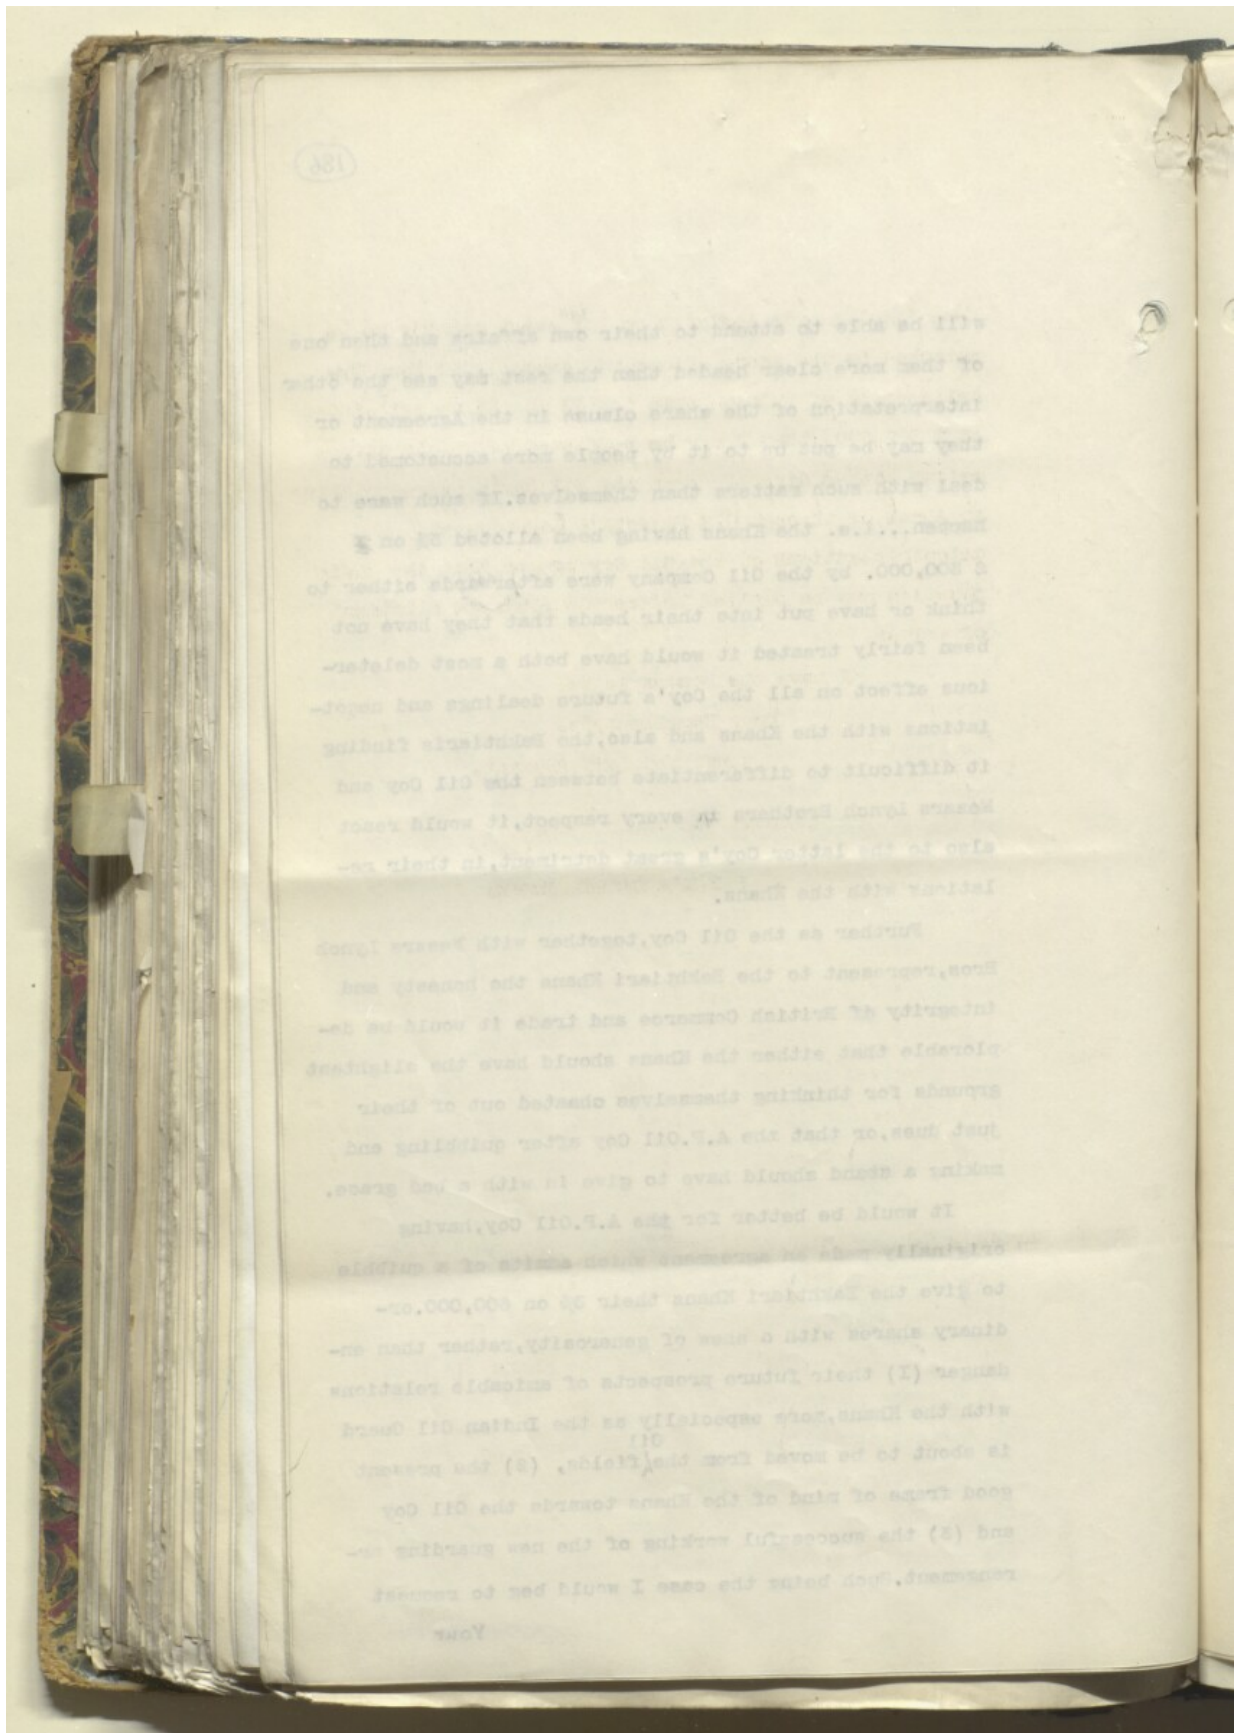 186
will be able to attend to their own affairs and then one
of them more clear headed than the rest may see the other
interpretation of the share clause in the Agreement or
they may be put up to it by people more accustomed to
deal with such matters than themselves. If such were to
happen...i.e. the Khans having been alloted 3% on
£ 300,000. by the Oil Company were afterwards either to
think or have put into their heads that they have not
been fairly treated it would have both a most deleter-
ious effect on all the Coy's future dealings and negot-
iations with the Khans and also, the Bakhtiaris finding
it difficult to differentiate between the Oil Coy and
Messrs Lynch Brothers in every respect, it would react
also to the latter Coy's great detriment, in their re-
lations with the Khans.
Further as the Oil Coy, together with Messrs Lynch
Bros, represent to the Bakhtiari Khans the honesty and
integrity of British Commerce and trade it would be de-
plorable that either the Khans should have the slightest
grounds for thinking themselves cheated out of their
just dues, or that the A.P.Oil Coy after quibbling and
making a stand should have to give in with a bad grace.
It would be better for the A.P.Oil Coy, having
originally made an agreement which admits of a quibble
to give the Bakhtiari Khans their 3% on 600,000. or-
dinary shares with a show of generosity, rather than en-
danger (1) their future prospects of amicable relations
with the Khans, more especially as the Indian Oil Guard
is about to be moved from the Oil fields, (2) the present
good frame of mind of the Khans towards the Oil Coy
and (3) the successful working of the new guarding ar-
rangement. Such being the case I would beg to request
Your